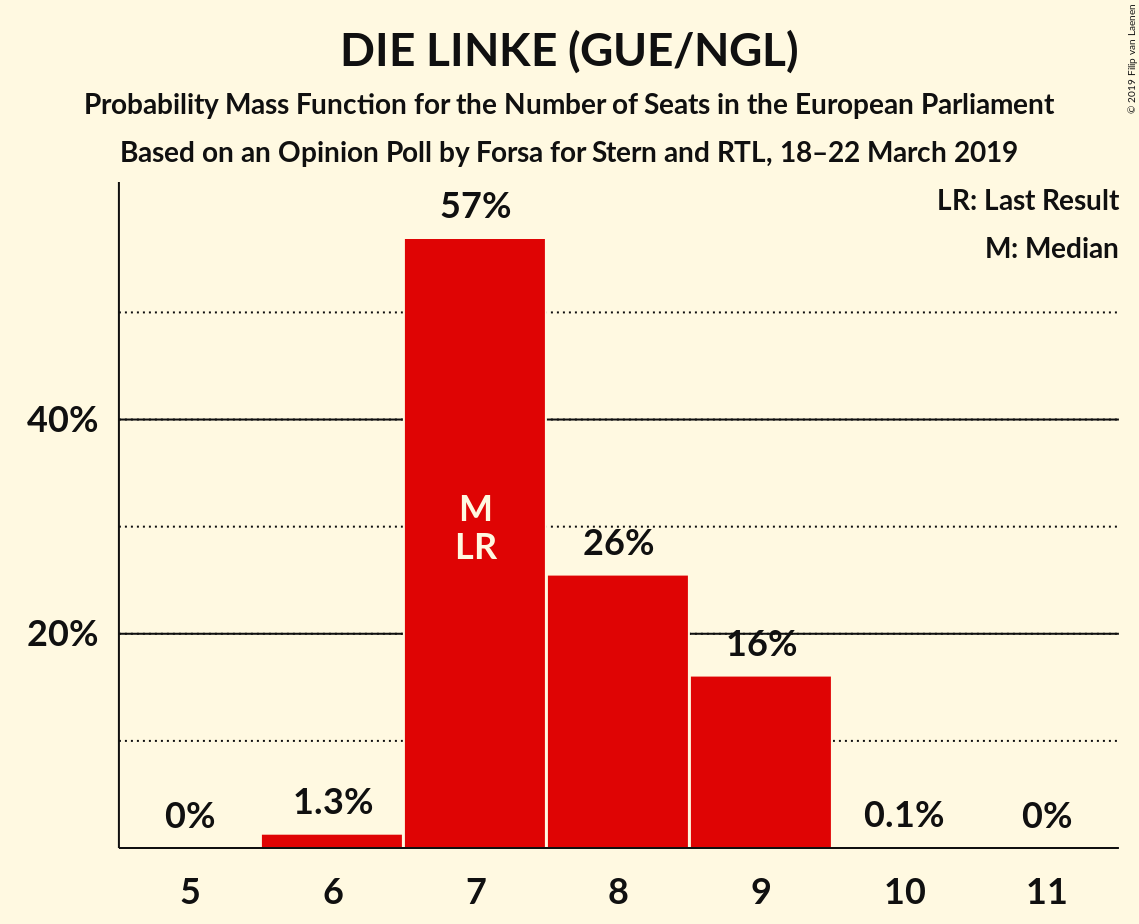 DIE LINKE (GUE/NGL)
Probability Mass Function for the Number of Seats in the European Parliament
Based on an Opinion Poll by Forsa for Stern and RTL, 18–22 March 2019
© 2019 Filip van Laenen
LR: Last Result
M: Median
57%
40%
M
LR
26%
20%
16%
0%
1.3%
0.1%
0%
5
6
7
8
9
10
11